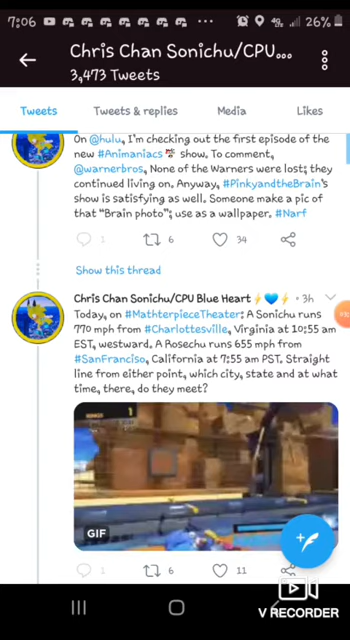 7:06
26%
Chris Chan Sonichu/CPU...
3,473 Tweets
Tweets
Tweets & replies
Media
Likes
On @hulu, I'm checking out the first episode of the
new #Animaniacs show. To comment,
@warnerbros, None of the Warners were lost; they
continued living on. Anyway, #PinkyandtheBrain's
show is satisfying as well. Someone make a pic of
that "Brain photo"; use as a wallpaper. #Narf
1
6
34
Show this thread
Chris Chan Sonichu/CPU Blue Heart⚡💙⚡ • 3h
Today, on #MathterpieceTheater: A Sonichu runs
770 mph from #Charlottesville, Virginia at 10:55 am
EST, westward. A Rosechu runs 655 mph from
#SanFranciso, California at 7:55 am PST. Straight
line from either point, which city, state and at what
time, there, do they meet?
GIF
1
6
11
V RECORDER